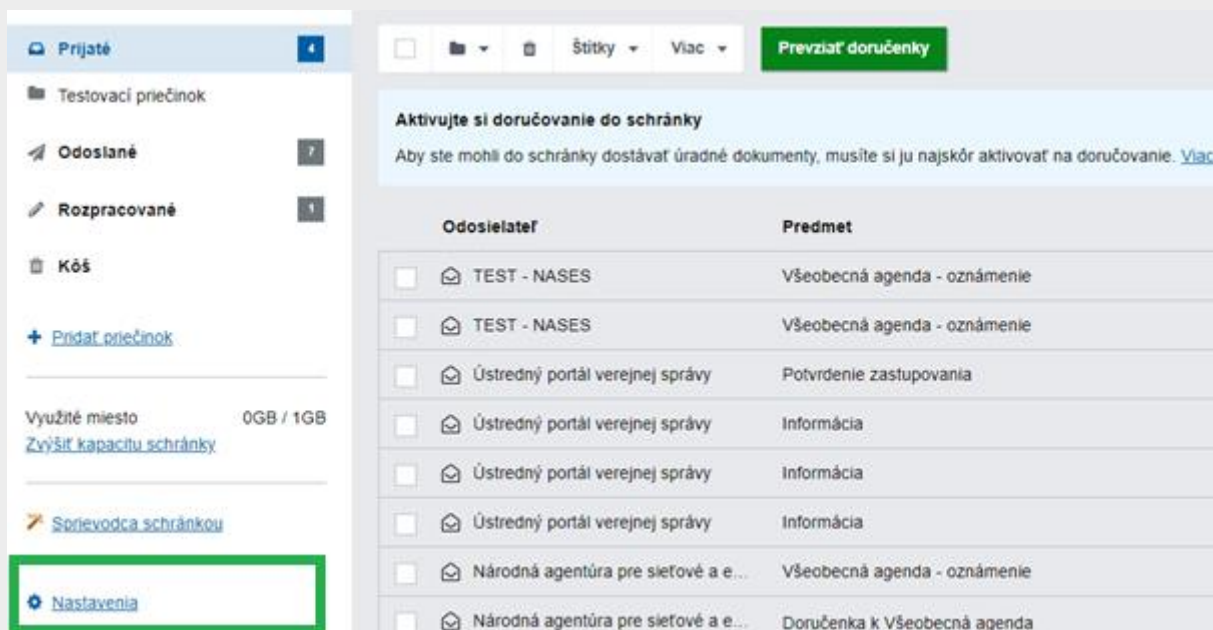 Prijaté 4
Testovací priečinok
Odoslané 7
Rozpracované 1
Kôš
Pridať priečinok
Využité miesto 0GB / 1GB
Zvýšiť kapacitu schránky
Sprievodca schránkou
Nastavenia
Štítky Viac Prevziať doručenky
Aktivujte si doručovanie do schránky
Aby ste mohli do schránky dostávať úradné dokumenty, musíte si ju najskôr aktivovať na doručovanie. Viac
Odosielateľ Predmet
TEST - NASES Všeobecná agenda - oznámenie
TEST - NASES Všeobecná agenda - oznámenie
Ústredný portál verejnej správy Potvrdenie zastupovania
Ústredný portál verejnej správy Informácia
Ústredný portál verejnej správy Informácia
Ústredný portál verejnej správy Informácia
Národná agentúra pre sieťové a e... Všeobecná agenda - oznámenie
Národná agentúra pre sieťové a e... Doručenka k Všeobecná agenda